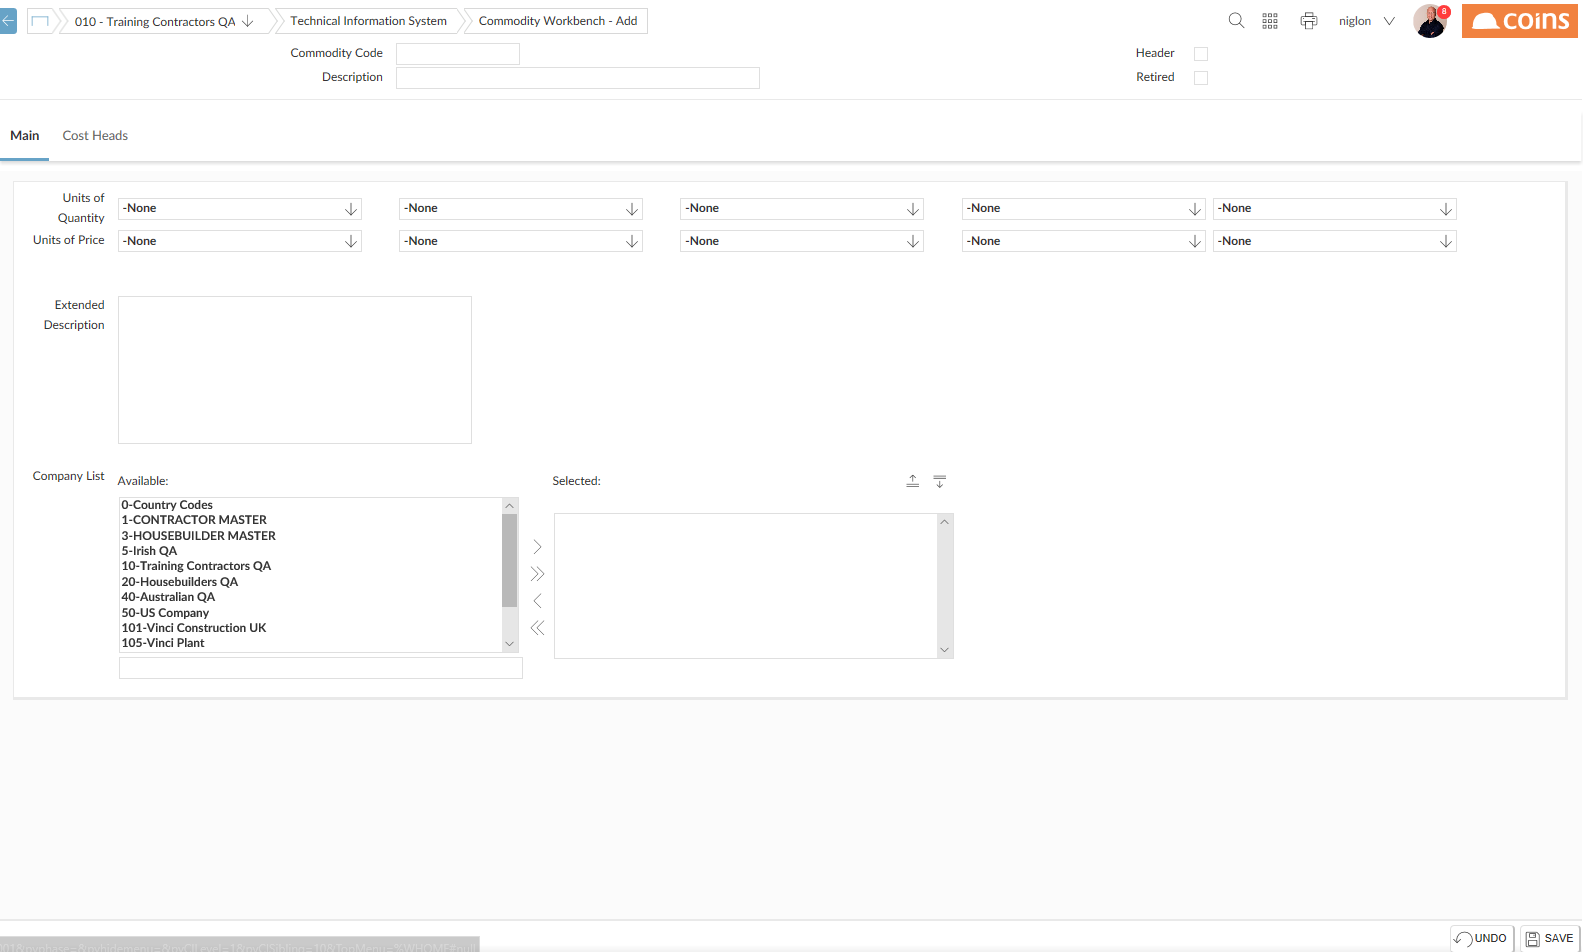 010 - Training Contractors QA
Technical Information System
Commodity Workbench - Add
niglon
8
coins
Commodity Code
Header
Description
Retired
Main
Cost Heads
Units of Quantity
-None
-None
-None
-None
-None
Units of Price
-None
-None
-None
-None
-None
Extended
Description
Company List
Available:
Selected:
0-Country Codes
1-CONTRACTOR MASTER
3-HOUSEBUILDER MASTER
5-Irish QA
10-Training Contractors QA
20-Housebuilders QA
40-Australian QA
50-US Company
101-Vinci Construction UK
105-Vinci Plant
UNDO
SAVE